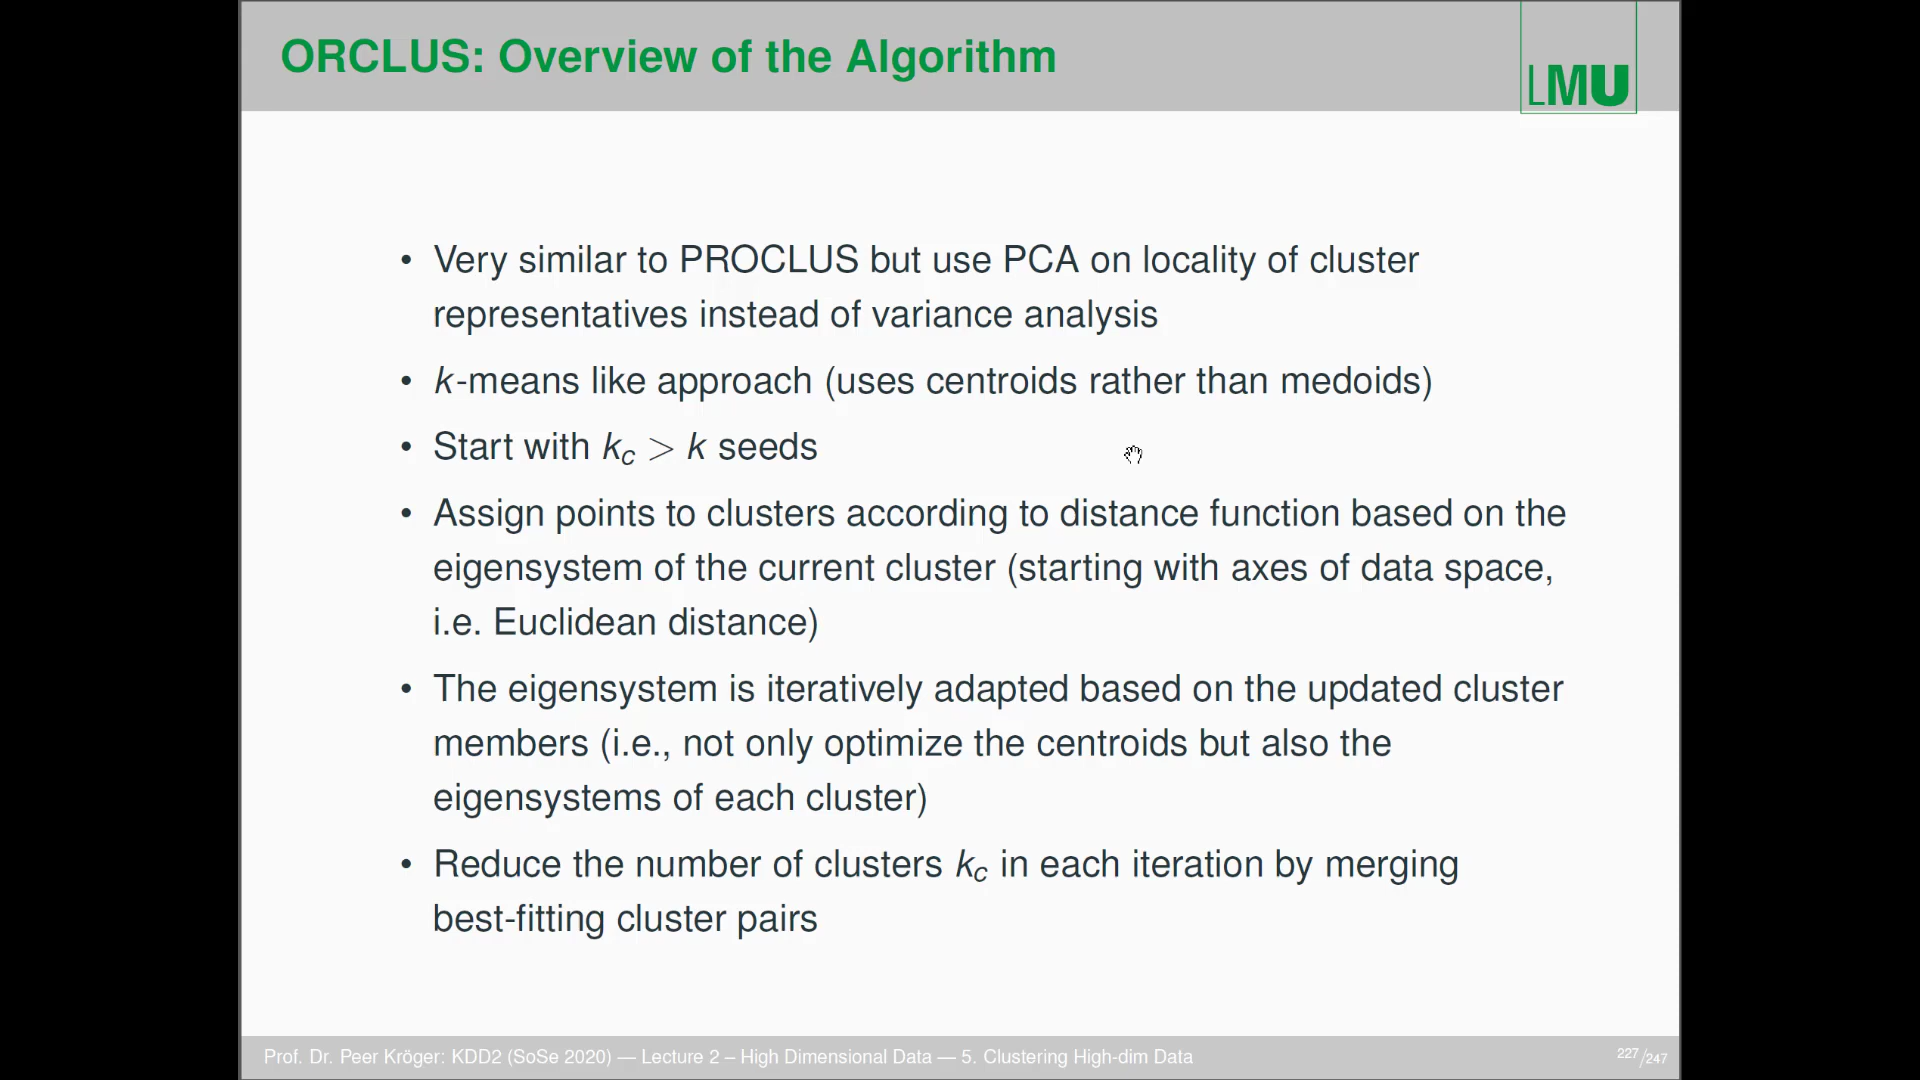 ORCLUS: Overview of the Algorithm
LMU
• Very similar to PROCLUS but use PCA on locality of cluster
representatives instead of variance analysis
• k-means like approach (uses centroids rather than medoids)
• Start with k_c > k seeds
• Assign points to clusters according to distance function based on the
eigensystem of the current cluster (starting with axes of data space,
i.e. Euclidean distance)
• The eigensystem is iteratively adapted based on the updated cluster
members (i.e., not only optimize the centroids but also the
eigensystems of each cluster)
• Reduce the number of clusters k_c in each iteration by merging
best-fitting cluster pairs
Prof. Dr. Peer Kröger: KDD2 (SoSe 2020) — Lecture 2 – High Dimensional Data — 5. Clustering High-dim Data
227/247